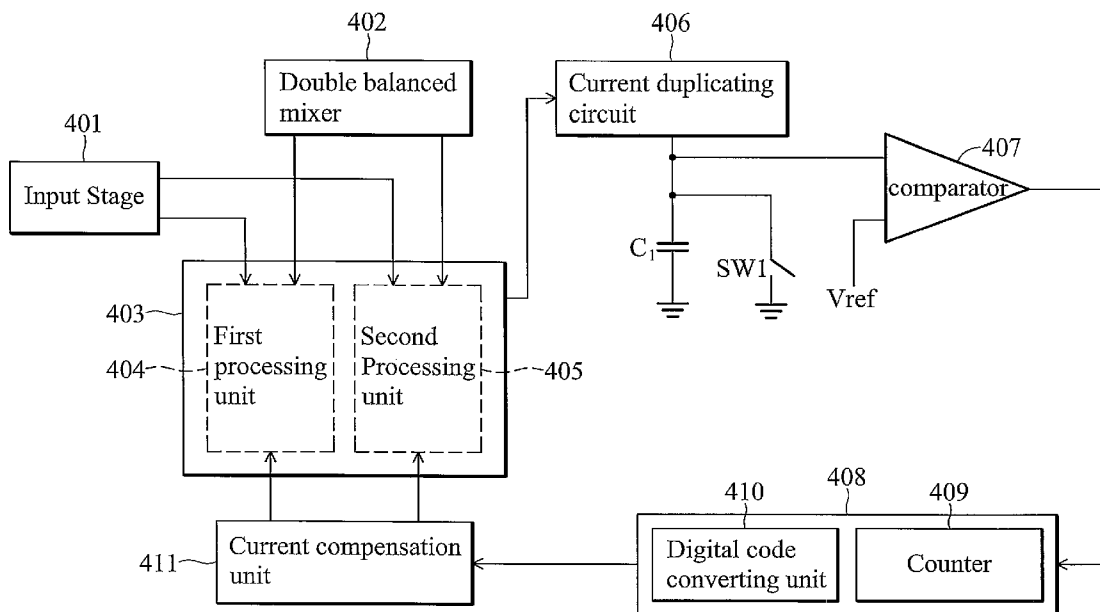 402
Double balanced
mixer
406
Current duplicating
circuit
401
Input Stage
407
comparator
C1
SW1
Vref
403
404
First
processing
unit
Second
Processing
unit
405
408
410
409
Digital code
converting unit
Counter
411
Current compensation
unit